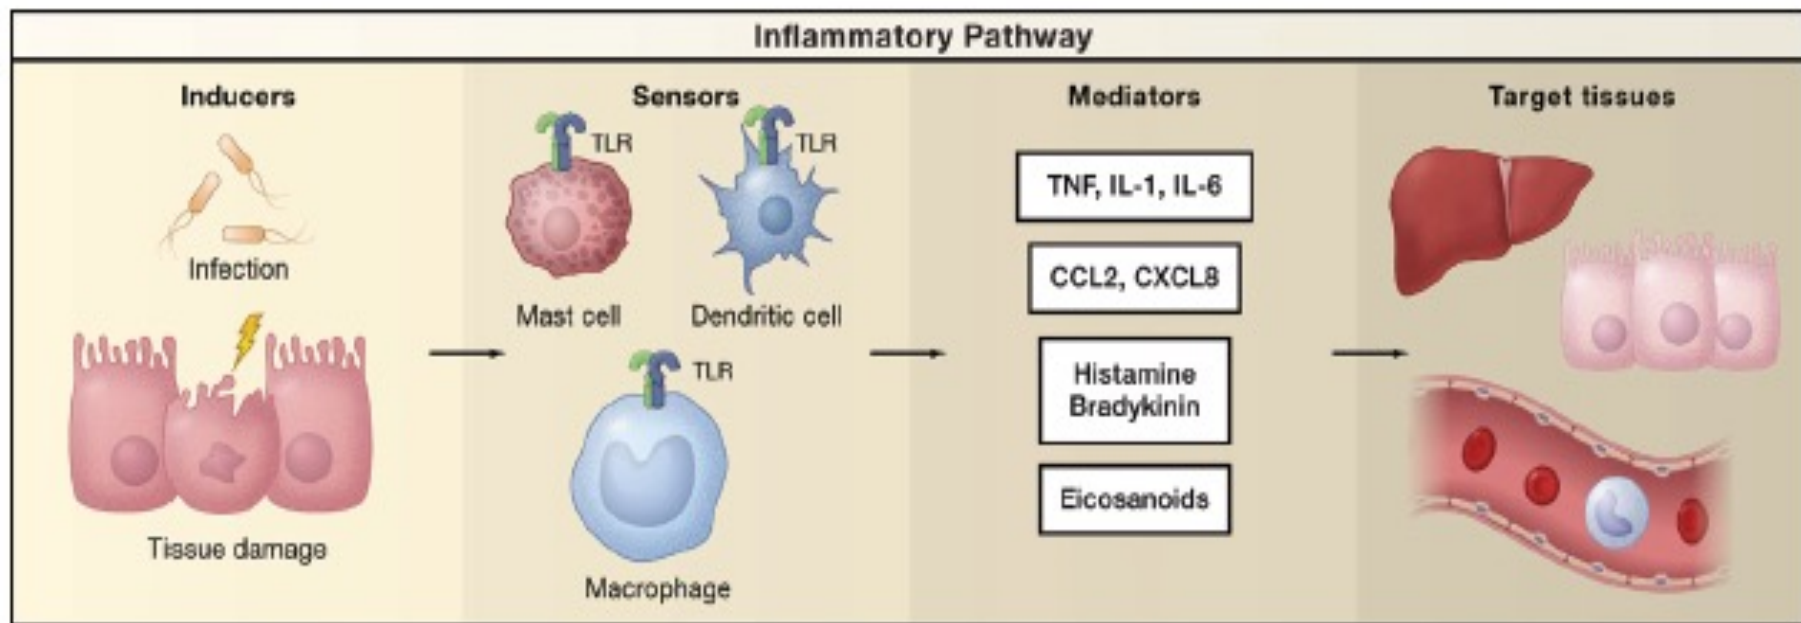 Inflammatory Pathway
Inducers
Infection
Tissue damage
Sensors
TLR
TLR
Mast cell
Dendritic cell
TLR
Macrophage
Mediators
TNF, IL-1, IL-6
CCL2, CXCL8
Histamine
Bradykinin
Eicosanoids
Target tissues